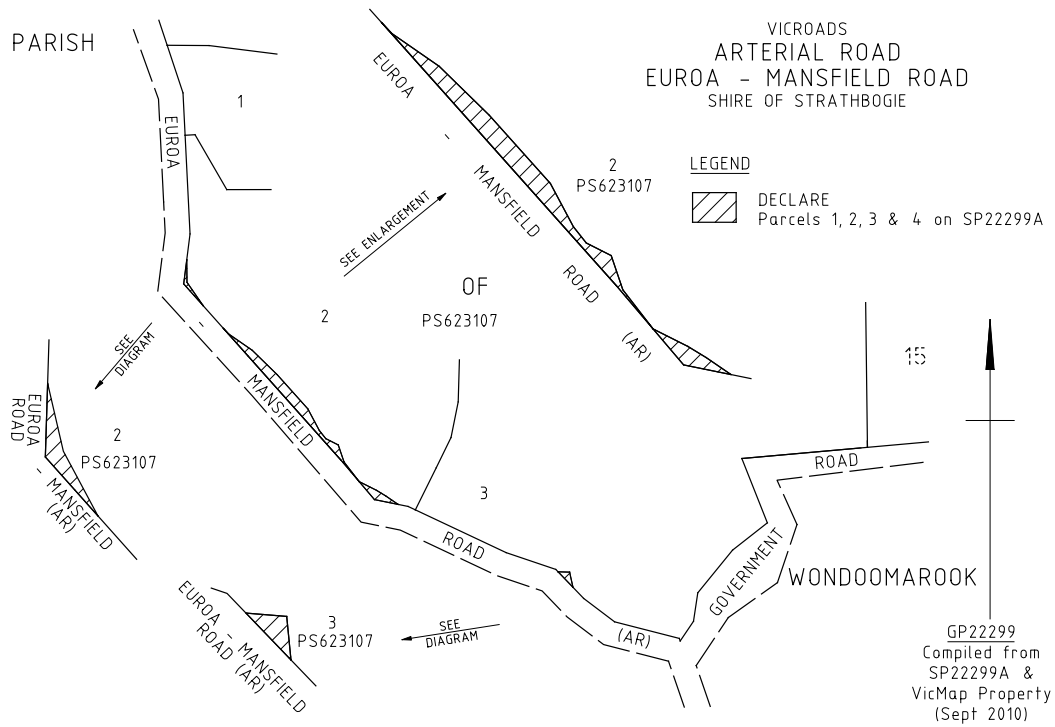 PARISH
VICROADS
ARTERIAL ROAD
EUROA - MANSFIELD ROAD
SHIRE OF STRATHBOGIE
LEGEND
DECLARE
Parcels 1, 2, 3 & 4 on SP22299A
1
EUROA
-
MANSFIELD
ROAD
(AR)
EUROA
-
MANSFIELD
ROAD
(AR)
2
PS623107
SEE ENLARGEMENT
OF
PS623107
2
SEE
DIAGRAM
15
EUROA
ROAD
-
MANSFIELD
(AR)
2
PS623107
3
ROAD
GOVERNMENT
WONDOOMAROOK
EUROA - MANSFIELD
ROAD (AR)
3
PS623107
SEE
DIAGRAM
GP22299
Compiled from
SP22299A &
VicMap Property
(Sept 2010)